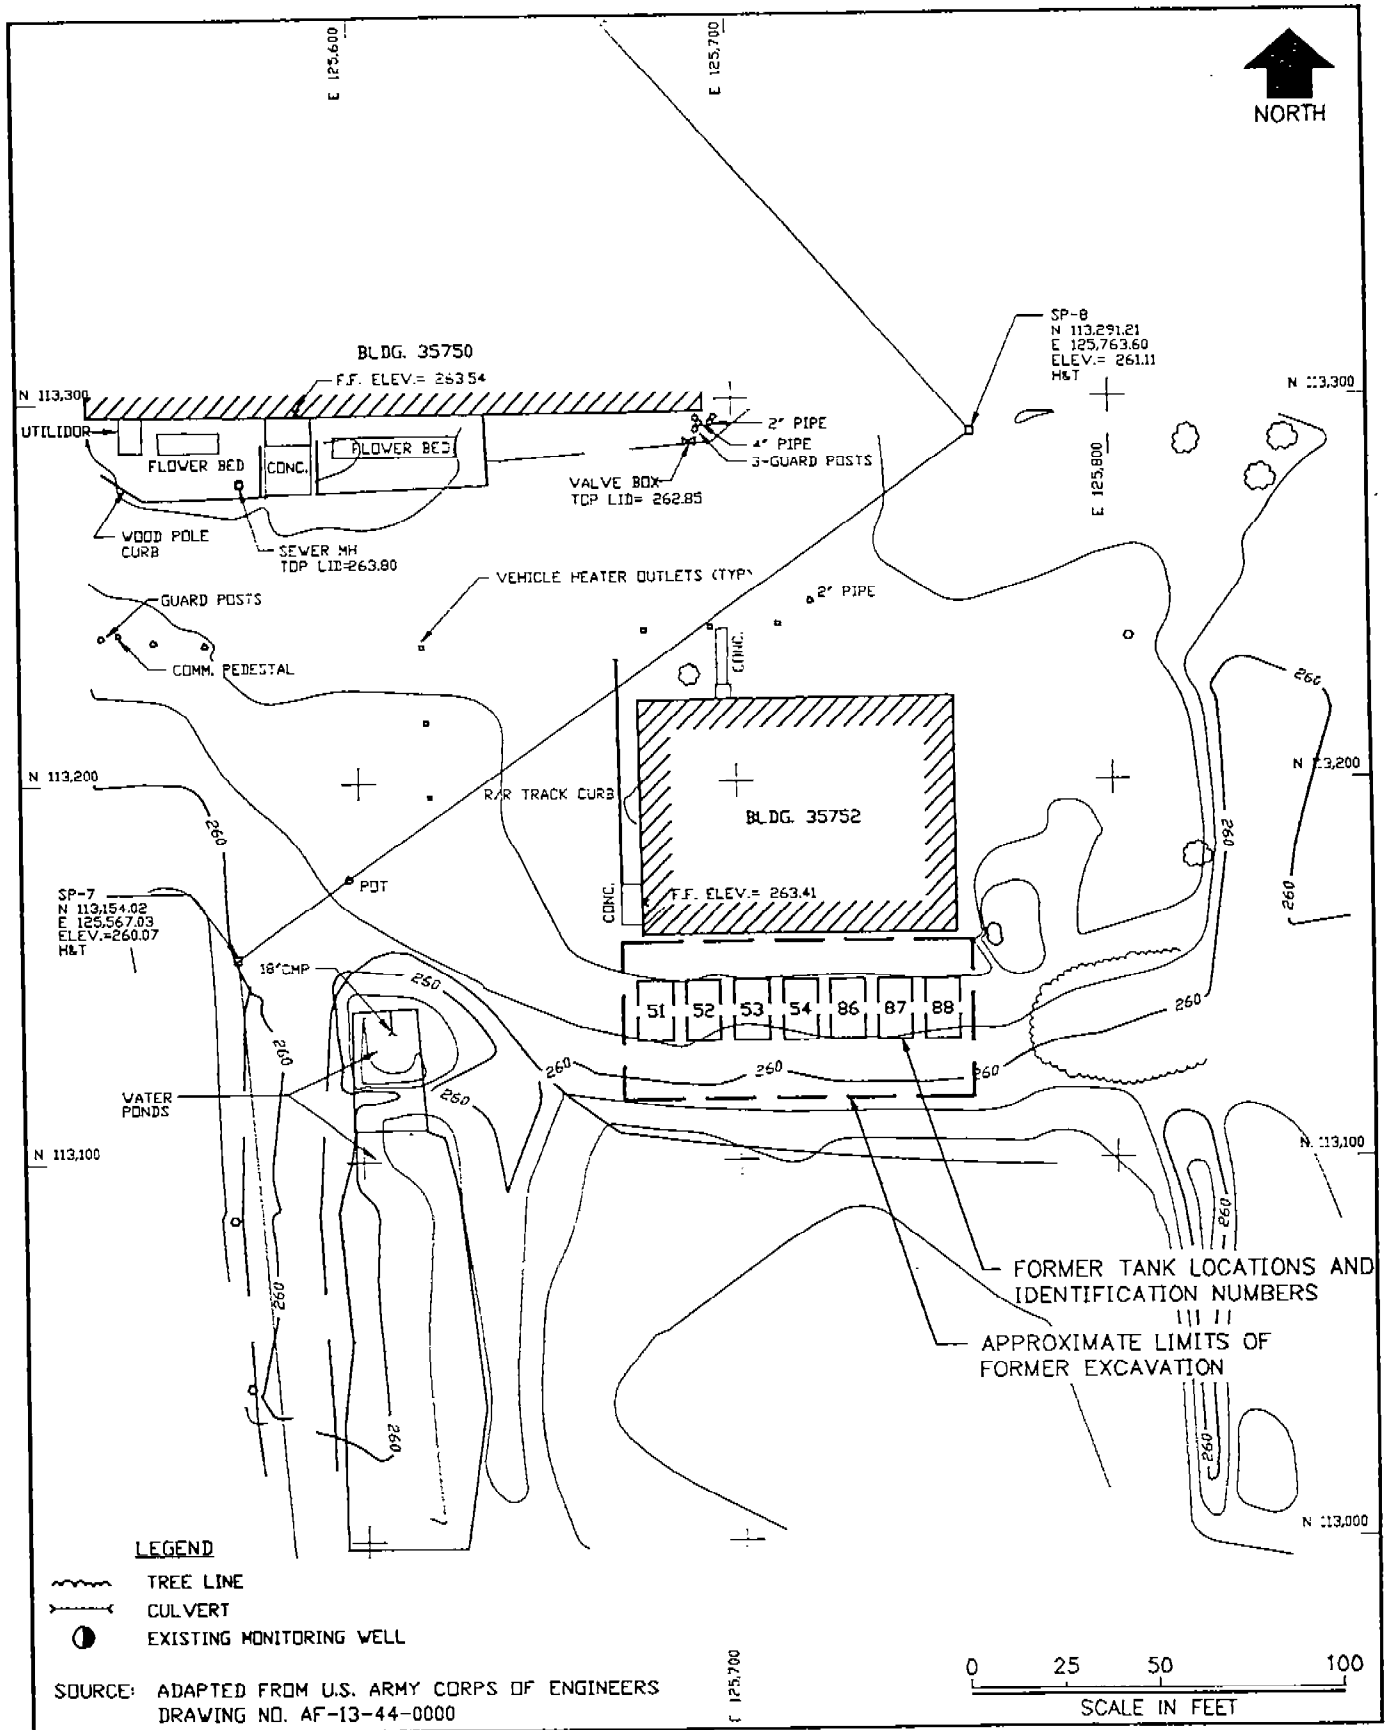 E 125,600
E 125,700
NORTH
SP-8
N 113,291.21
E 125,763.60
ELEV.= 261.11
H&T
BLDG. 35750
F.F. ELEV.= 263.54
N 113,300
N 113,300
UTILIDOR
2" PIPE
4" PIPE
3-GUARD POSTS
FLOWER BED
CONC.
FLOWER BED
VALVE BOX
TOP LID= 262.85
E 125,800
WOOD POLE
CURB
SEWER MH
TOP LID=263.80
VEHICLE HEATER OUTLETS (TYP)
2" PIPE
GUARD POSTS
COMM. PEDESTAL
CONC.
260
N 113,200
N 113,200
R/R TRACK CURB
BLDG. 35752
260
260
POT
SP-7
N 113,154.02
E 125,567.03
ELEV.=260.07
H&T
CONC.
F.F. ELEV.= 263.41
260
18"CMP
260
51
52
53
54
86
87
88
260
260
260
260
260
WATER
PONDS
260
N 113,100
N 113,100
260
FORMER TANK LOCATIONS AND
IDENTIFICATION NUMBERS
260
APPROXIMATE LIMITS OF
FORMER EXCAVATION
260
260
N 113,000
LEGEND
TREE LINE
CULVERT
EXISTING MONITORING WELL
E 125,700
0 25 50 100
SCALE IN FEET
SOURCE: ADAPTED FROM U.S. ARMY CORPS OF ENGINEERS
DRAWING NO. AF-13-44-0000